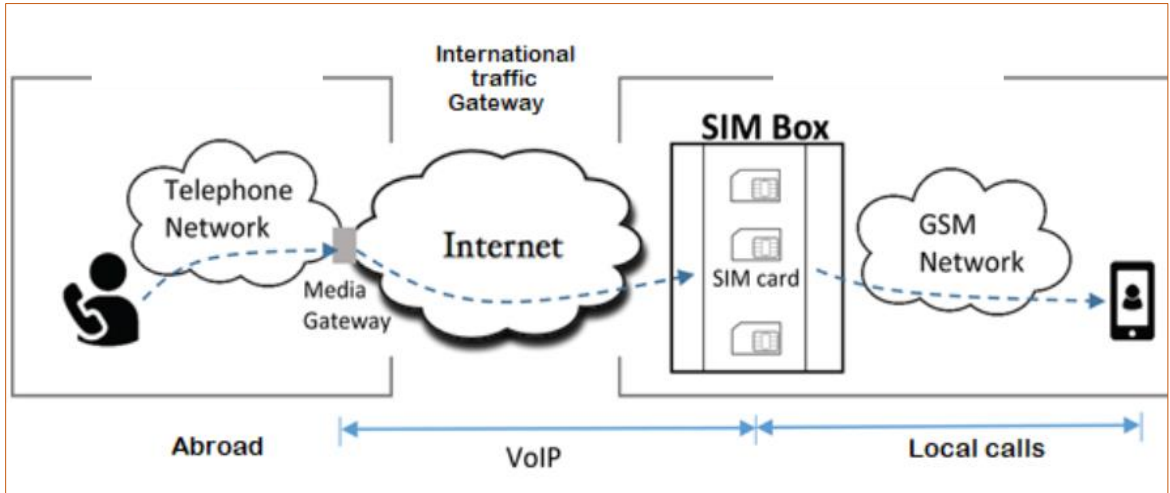 International
traffic
Gateway
SIM Box
Telephone
Network
Internet
GSM
Network
Media
Gateway
SIM card
Abroad
VoIP
Local calls